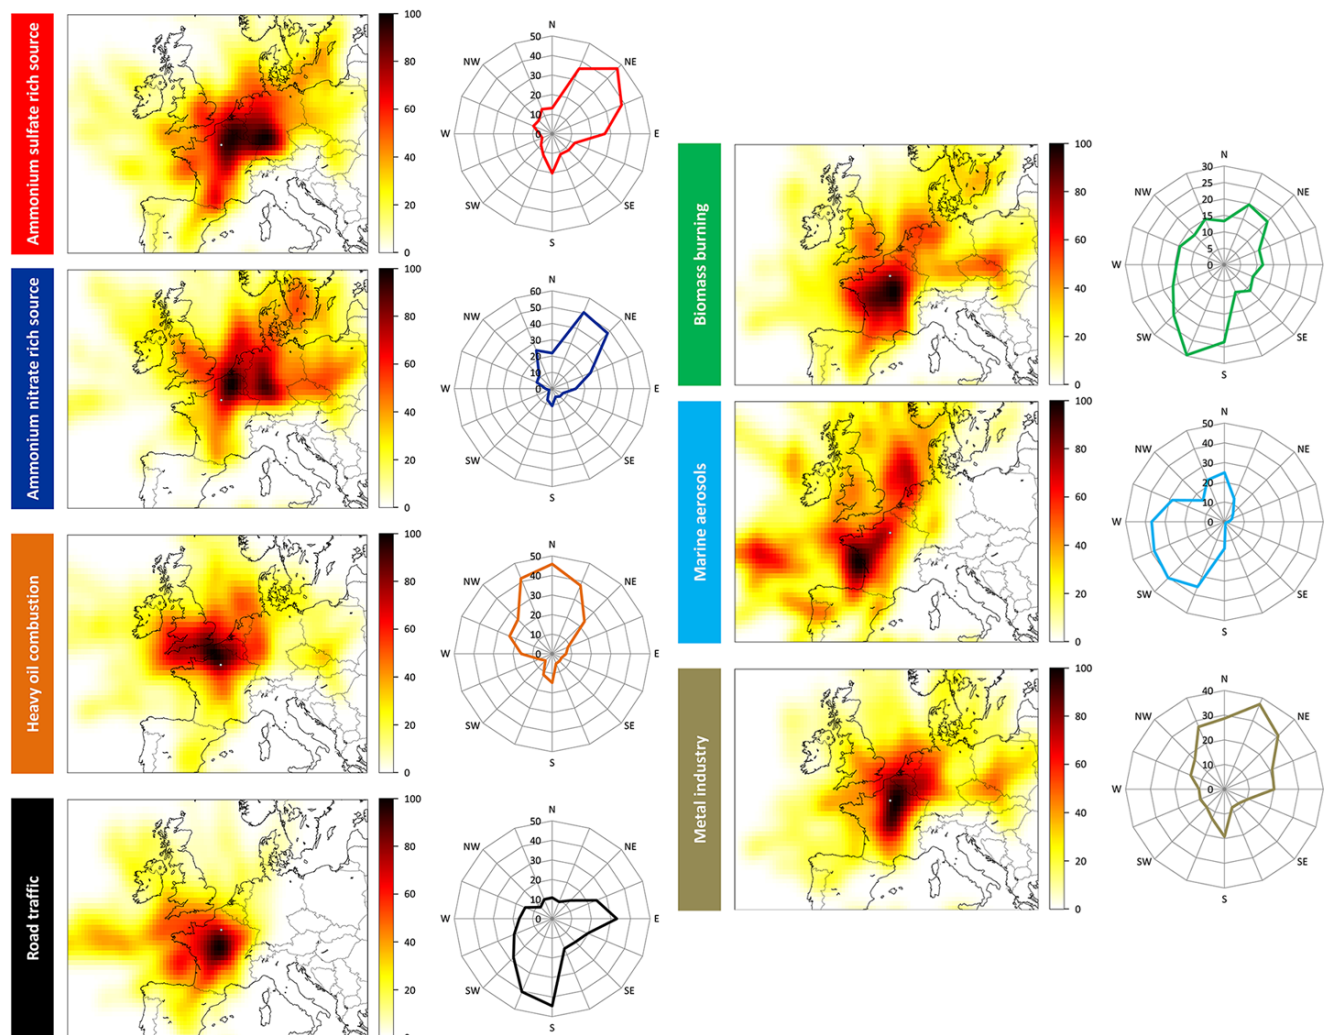 Ammonium sulfate rich source
100
80
60
40
20
0
N
NE
E
SE
S
SW
W
NW
50
40
30
20
10
0
Ammonium nitrate rich source
100
80
60
40
20
0
N
NE
E
SE
S
SW
W
NW
60
50
40
30
20
10
0
Heavy oil combustion
100
80
60
40
20
0
N
NE
E
SE
S
SW
W
NW
50
40
30
20
10
0
Road traffic
100
80
60
40
20
N
NE
E
SE
S
SW
W
NW
50
40
30
20
10
0
Biomass burning
100
80
60
40
20
0
N
NE
E
SE
S
SW
W
NW
30
25
20
15
10
5
0
Marine aerosols
100
80
60
40
20
0
N
NE
E
SE
S
SW
W
NW
50
40
30
20
10
0
Metal industry
100
80
60
40
20
0
N
NE
E
SE
S
SW
W
NW
40
30
20
10
0